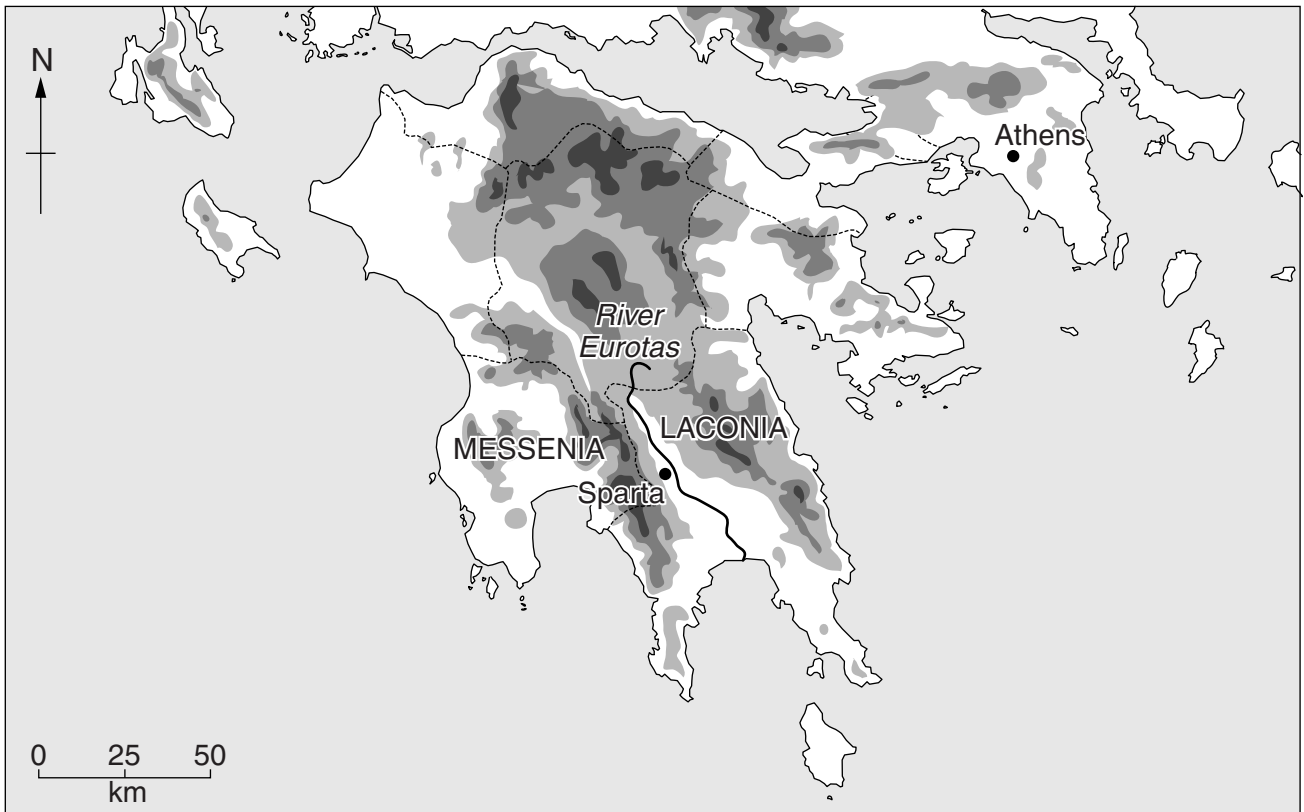 N
Athens
River
Eurotas
LACONIA
MESSENIA
Sparta
0 25 50
km